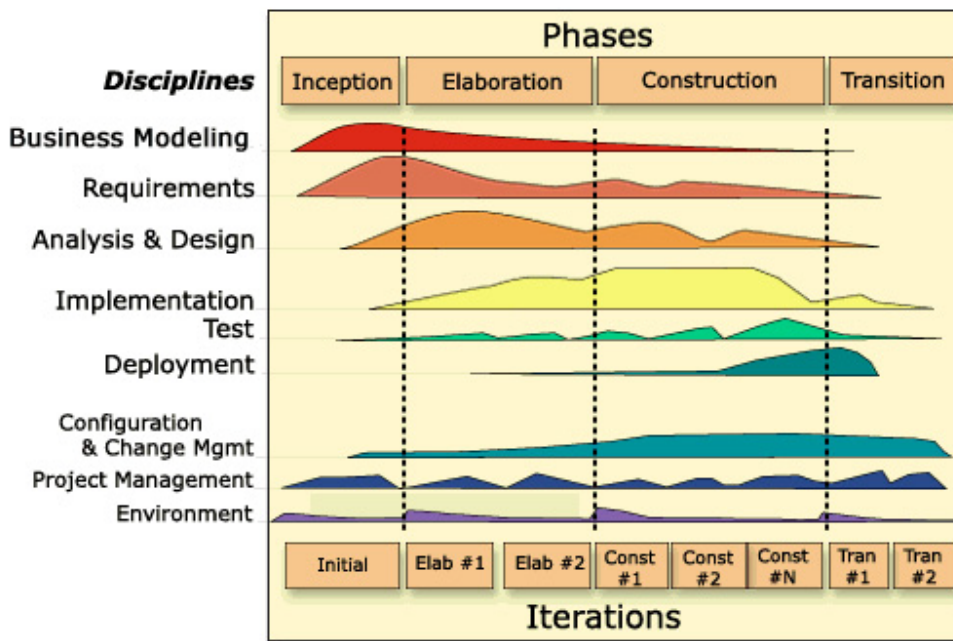 Phases
Disciplines
Inception
Elaboration
Construction
Transition
Business Modeling
Requirements
Analysis & Design
Implementation
Test
Deployment
Configuration
& Change Mgmt
Project Management
Environment
Initial
Elab #1
Elab #2
Const
#1
Const
#2
Const
#N
Tran
#1
Tran
#2
Iterations